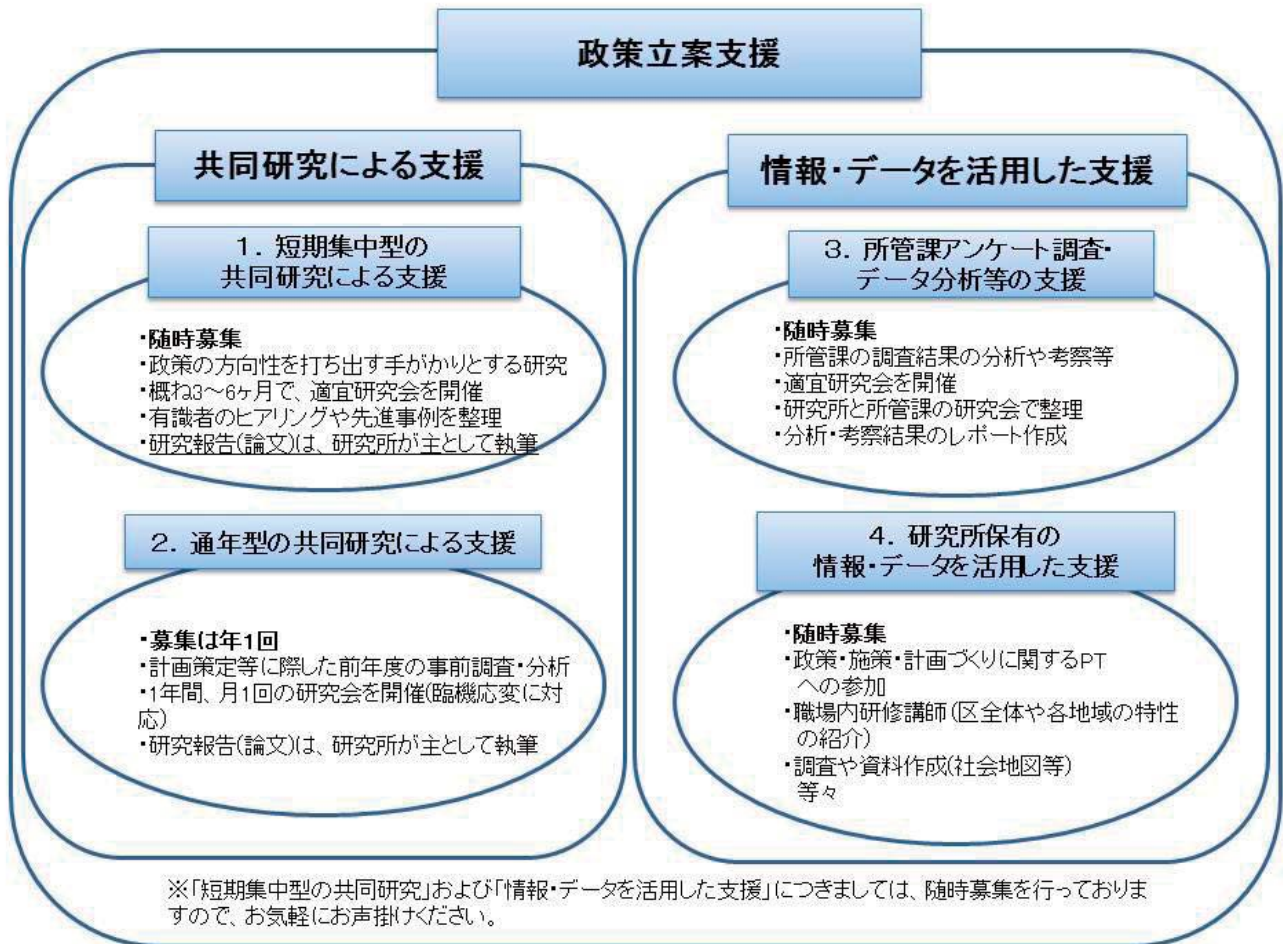 政策立案支援
共同研究による支援
1. 短期集中型の
共同研究による支援
・随時募集
・政策の方向性を打ち出す手がかりとする研究
・概ね3～6ヶ月で、適宜研究会を開催
・有識者のヒアリングや先進事例を整理
・研究報告(論文)は、研究所が主として執筆
2. 通年型の共同研究による支援
・募集は年1回
・計画策定等に際した前年度の事前調査・分析
・1年間、月1回の研究会を開催(臨機応変に対
応)
・研究報告(論文)は、研究所が主として執筆
情報・データを活用した支援
3. 所管課アンケート調査・
データ分析等の支援
・随時募集
・所管課の調査結果の分析や考察等
・適宜研究会を開催
・研究所と所管課の研究会で整理
・分析・考察結果のレポート作成
4. 研究所保有の
情報・データを活用した支援
・随時募集
・政策・施策・計画づくりに関するPT
への参加
・職場内研修講師(区全体や各地域の特性
の紹介)
・調査や資料作成(社会地図等)
等々
※「短期集中型の共同研究」および「情報・データを活用した支援」につきましては、随時募集を行っておりま
すので、お気軽にお声掛けください。